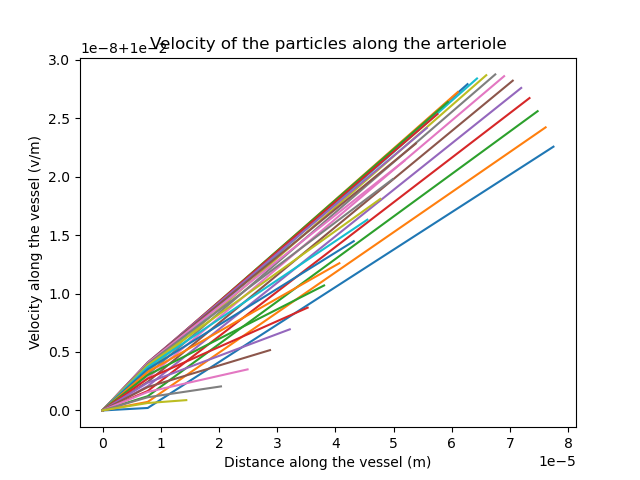 Velocity of the particles along the arteriole
1e−8+1e−2
3.0
2.5
2.0
1.5
1.0
0.5
0.0
Velocity along the vessel (v/m)
0 1 2 3 4 5 6 7 8
1e−5
Distance along the vessel (m)